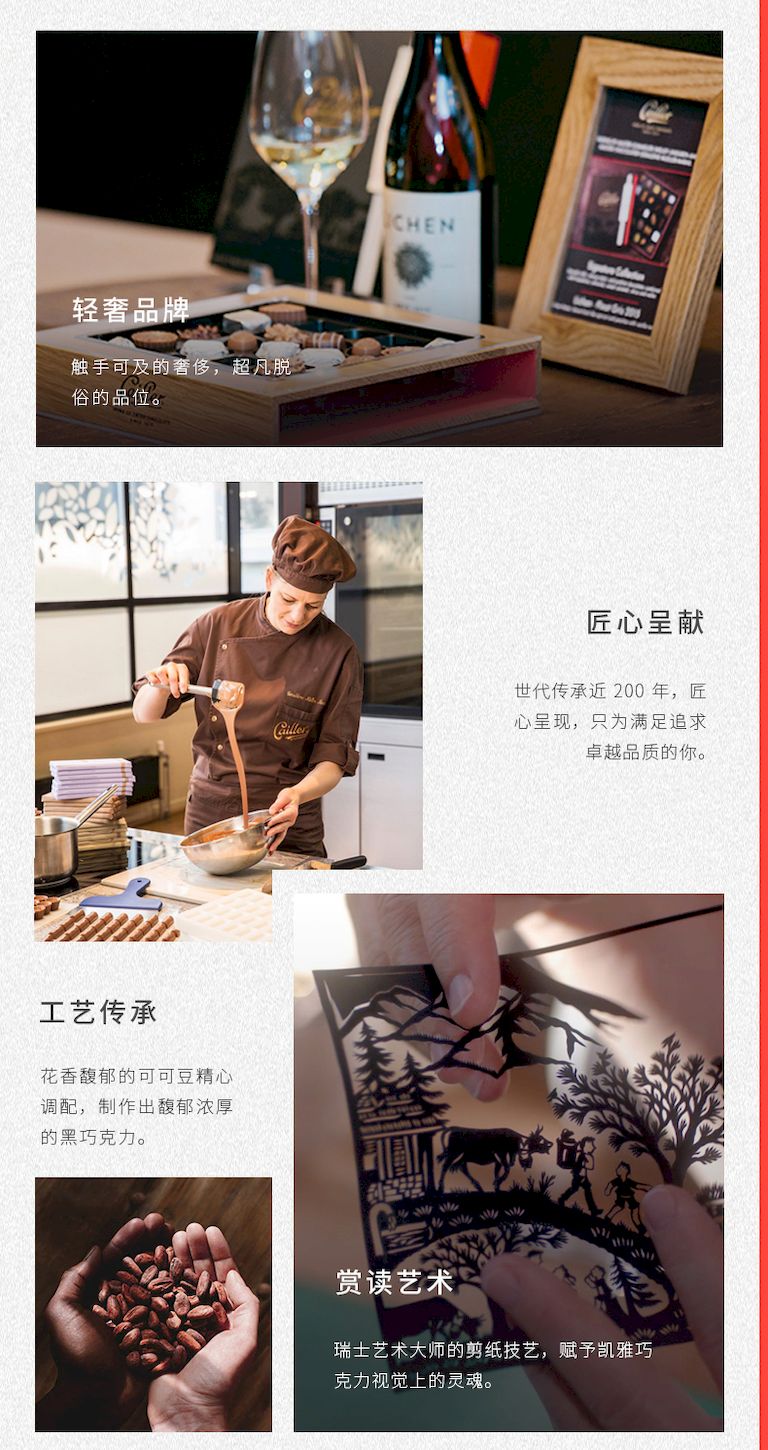 Cailler
Signature Collection
轻奢品牌
触手可及的奢侈，超凡脱
俗的品位。
匠心呈献
世代传承近 200 年，匠
心呈现，只为满足追求
卓越品质的你。
Cailler
工艺传承
花香馥郁的可可豆精心
调配，制作出馥郁浓厚
的黑巧克力。
赏读艺术
瑞士艺术大师的剪纸技艺，赋予凯雅巧
克力视觉上的灵魂。